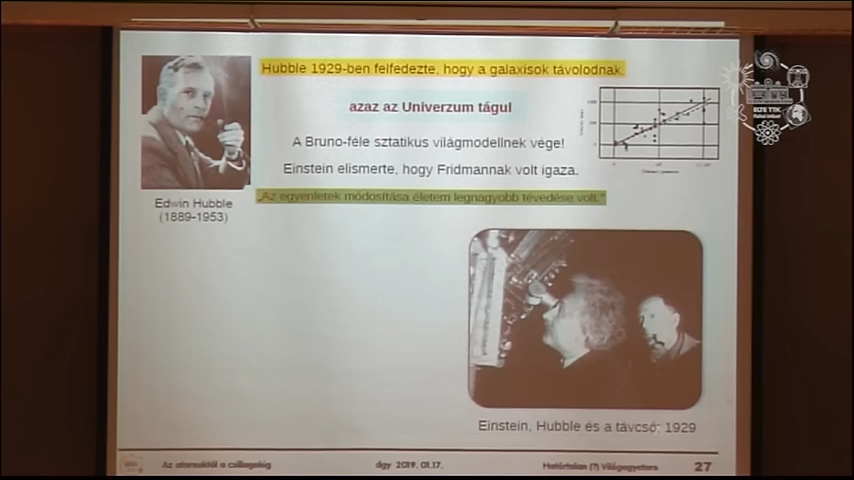 Hubble 1929-ben felfedezte, hogy a galaxisok távolodnak.
azaz az Univerzum tágul
A Bruno-féle sztatikus világmodellnek vége!
Einstein elismerte, hogy Fridmannak volt igaza.
„Az egyenletek módosítása életem legnagyobb tévedése volt.”
Edwin Hubble
(1889-1953)
Einstein, Hubble és a távcső; 1929
Az atomoktól a csillagokig
dgy 2019. 01.17.
Határtalan (?) Világegyetem
27
ELTE TTK